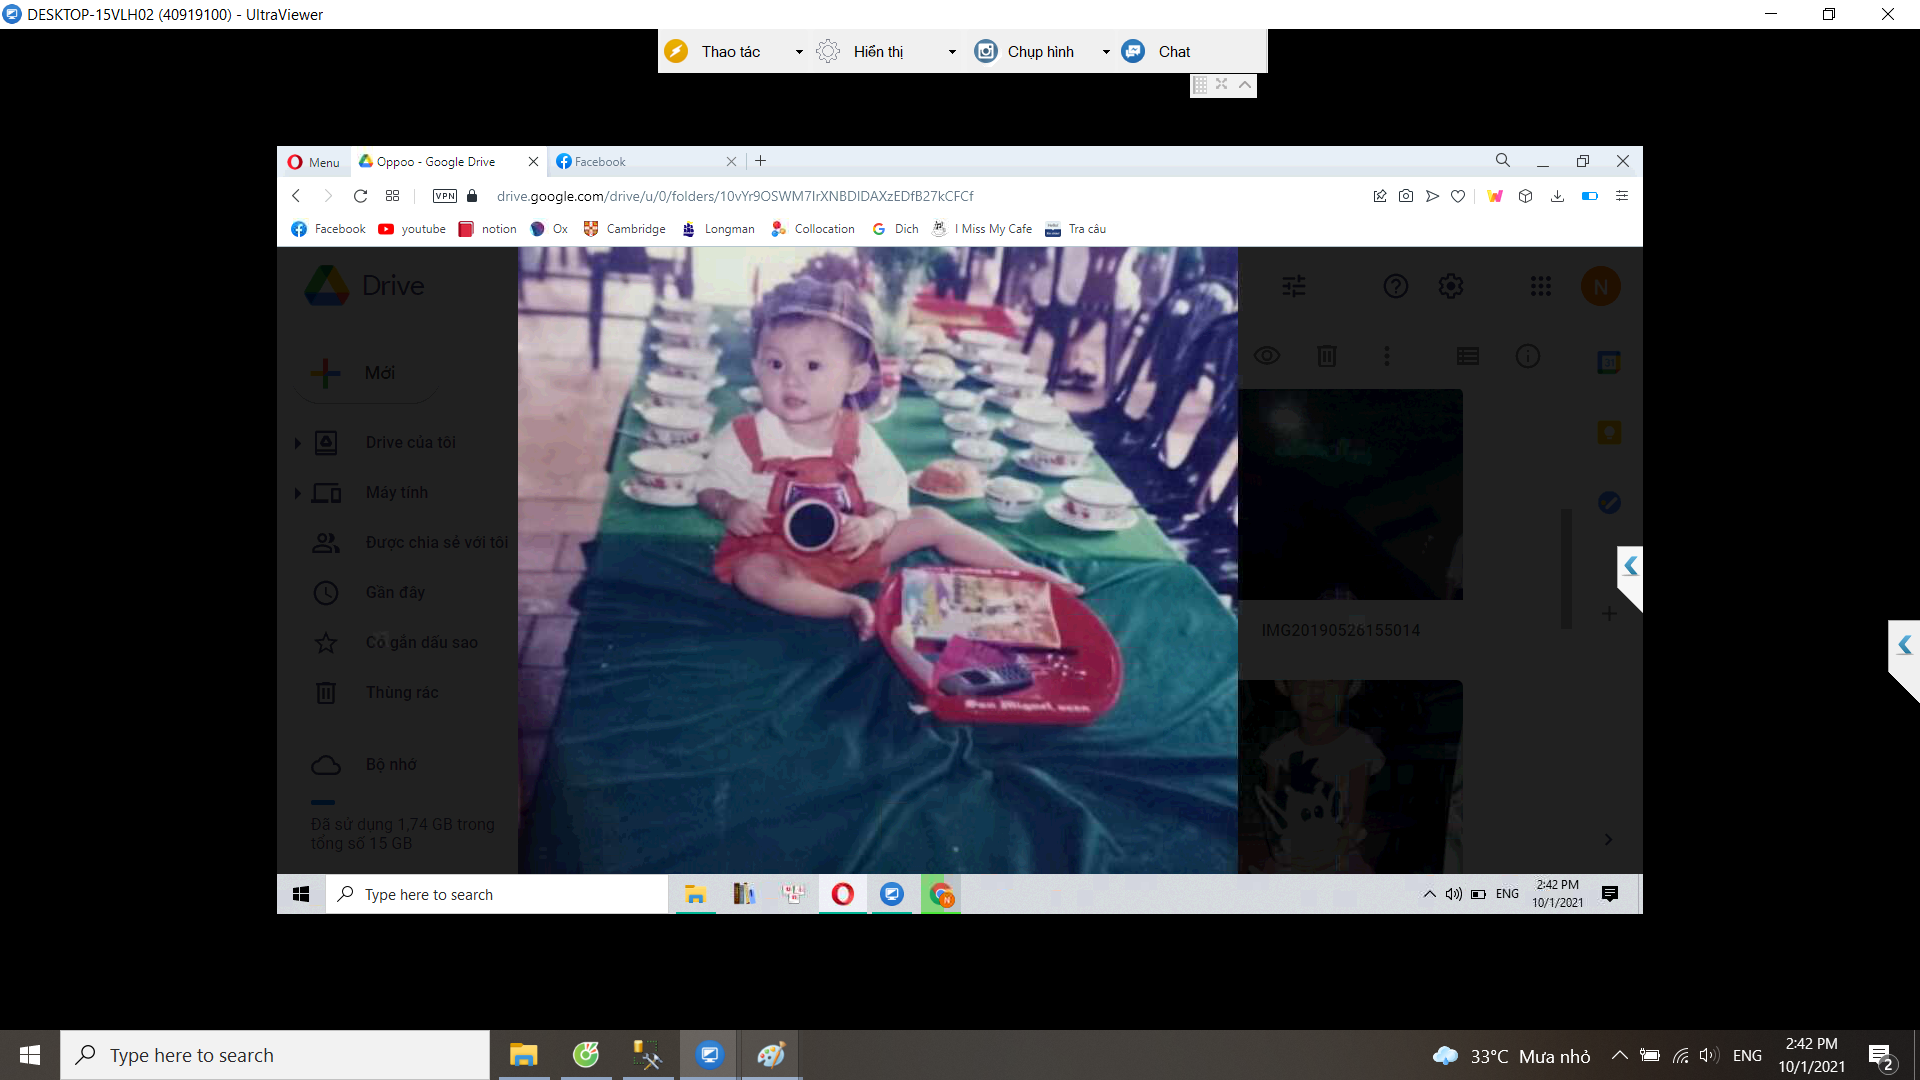 DESKTOP-15VLH02 (40919100) - UltraViewer
Thao tác
Hiển thị
Chụp hình
Chat
Menu
Oppoo - Google Drive
Facebook
VPN
drive.google.com/drive/u/0/folders/10vYr9OSWM7IrXNBDIDAXzEDfB27kCFCf
Facebook
youtube
notion
Ox
Cambridge
Longman
Collocation
Dich
I Miss My Cafe
Tra cáu
Drive
N
Mới
Drive của tôi
Máy tính
Được chia sẻ với tôi
Gần đây
Có gắn dấu sao
Thùng rác
Bộ nhớ
Đã sử dụng 1,74 GB trong
tổng số 15 GB
31
IMG20190526155014
San Miguel
Type here to search
N
ENG
2:42 PM
10/1/2021
Type here to search
33°C Mưa nhỏ
ENG
2:42 PM
10/1/2021
2